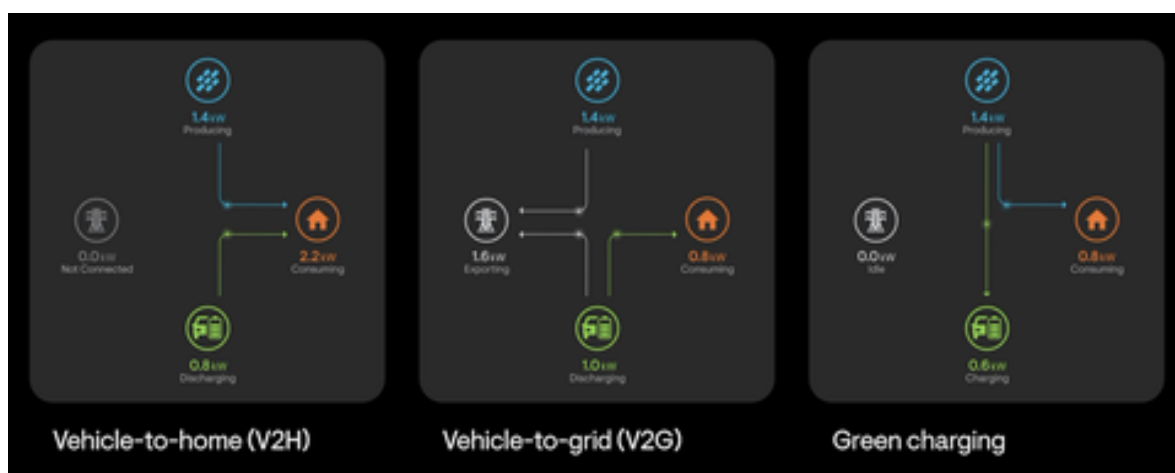 1.4kW
Producing
0.0kW
Not Connected
2.2kW
Consuming
0.8kW
Discharging
Vehicle-to-home (V2H)
1.4kW
Producing
1.6kW
Exporting
0.8kW
Consuming
1.0kW
Discharging
Vehicle-to-grid (V2G)
1.4kW
Producing
0.0kW
Idle
0.8kW
Consuming
0.6kW
Charging
Green charging